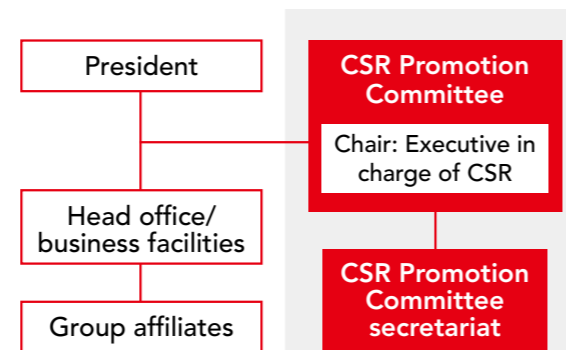 President
CSR Promotion
Committee
Chair: Executive in
charge of CSR
Head office/
business facilities
CSR Promotion
Committee
secretariat
Group affiliates